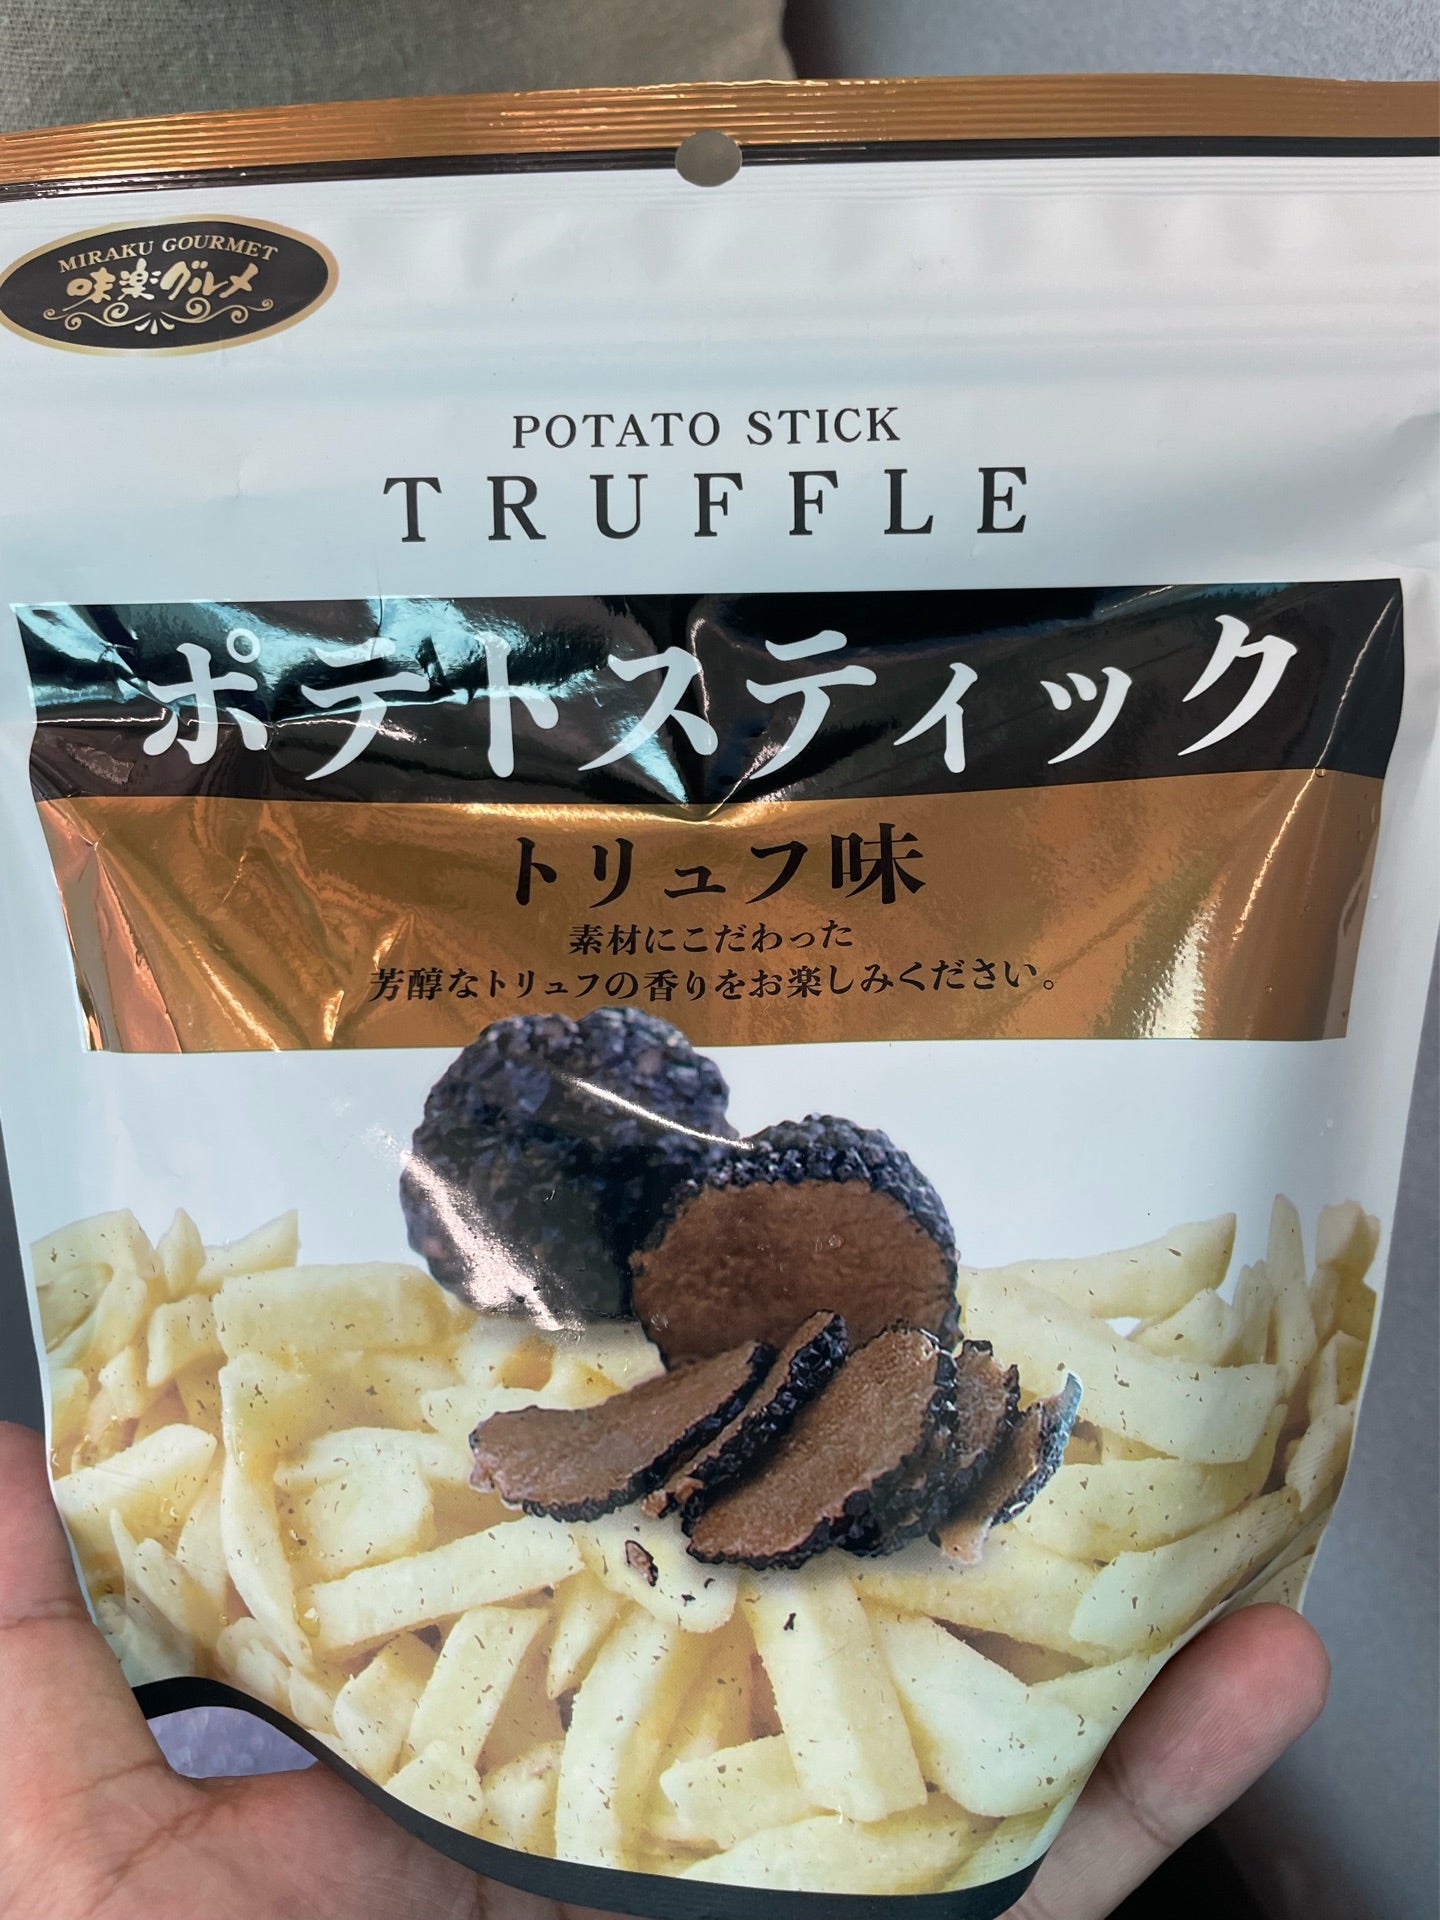 MIRAKU GOURMET
味楽グルメ
POTATO STICK
TRUFFLE
ポテトスティック
トリュフ味
素材にこだわった
芳醇なトリュフの香りをお楽しみください。